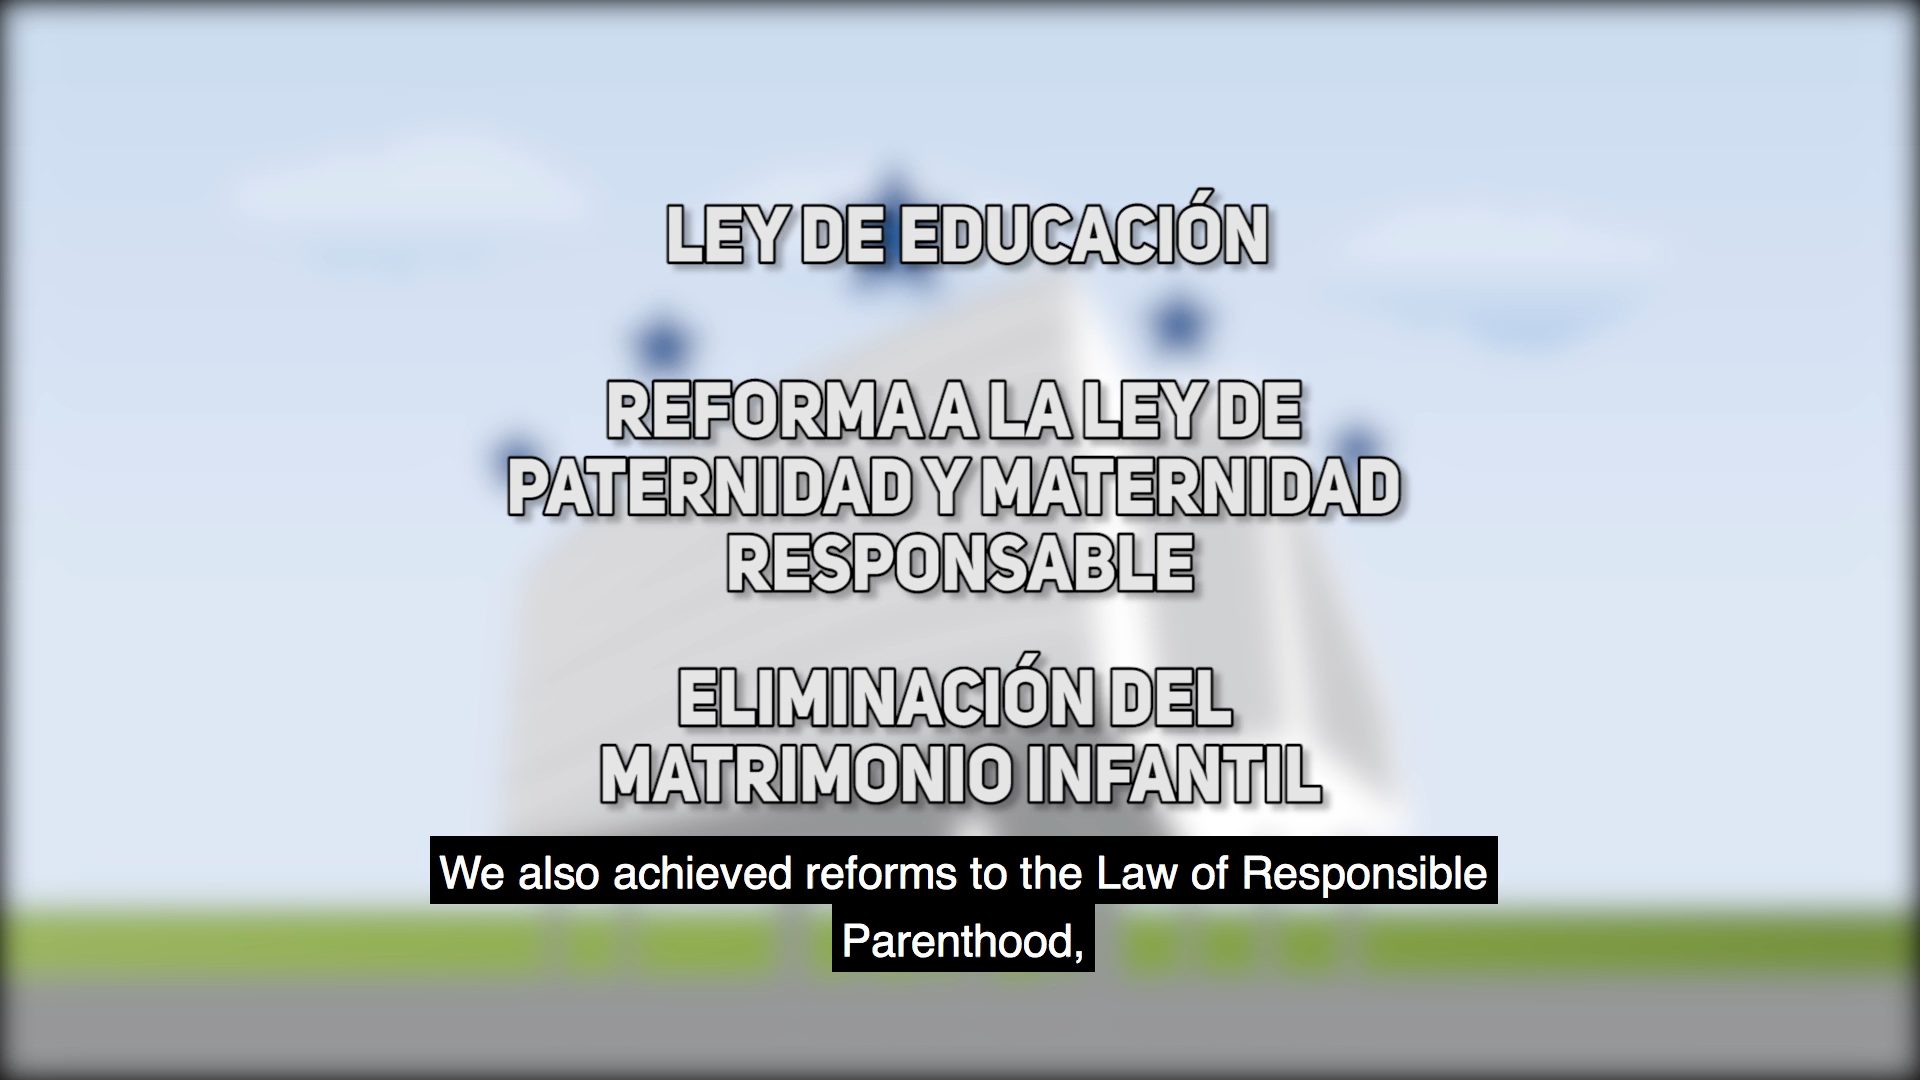 LEY DE EDUCACIÓN
REFORMA A LA LEY DE
PATERNIDAD Y MATERNIDAD
RESPONSABLE
ELIMINACIÓN DEL
MATRIMONIO INFANTIL
We also achieved reforms to the Law of Responsible
Parenthood,